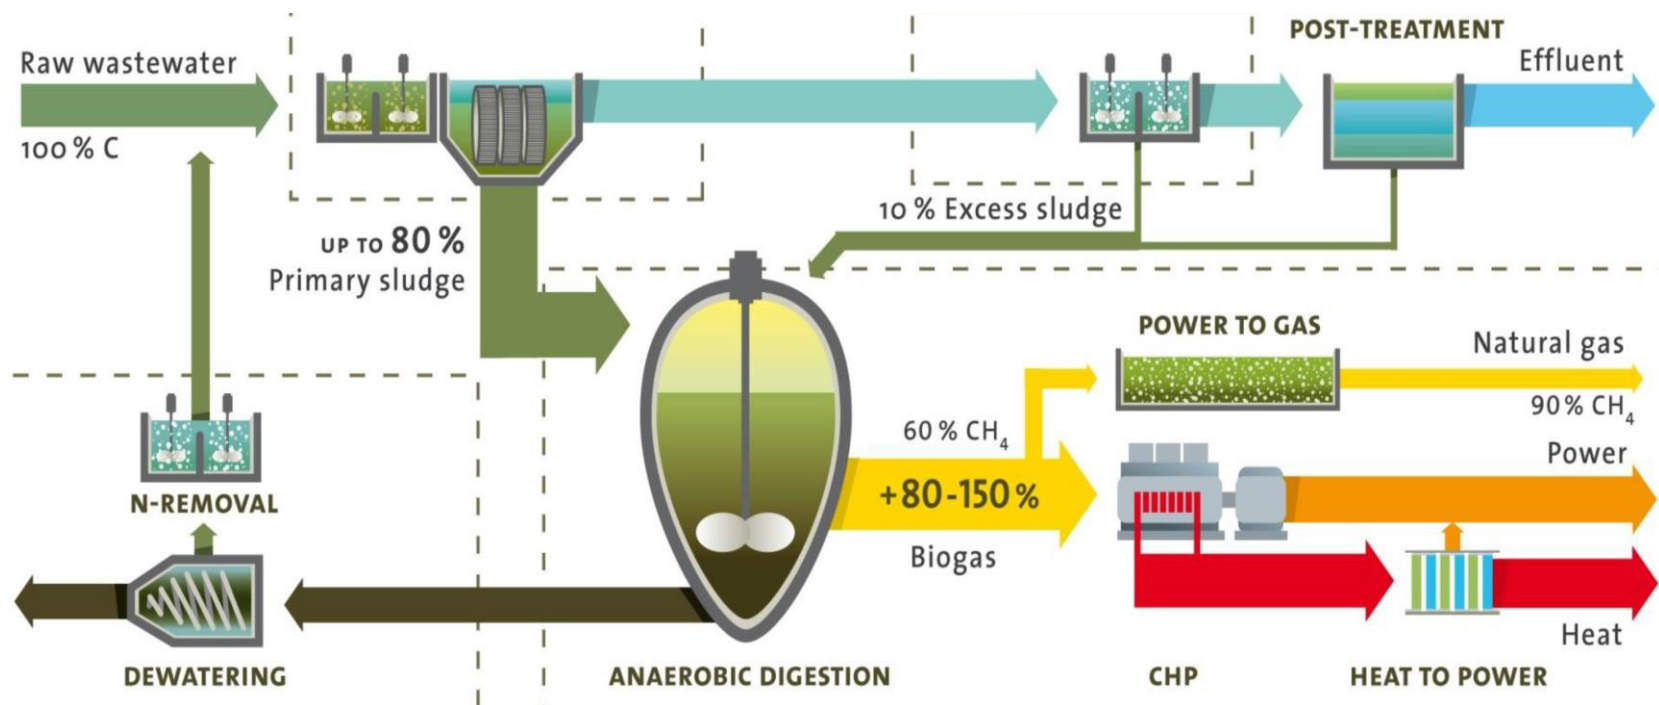 POST-TREATMENT
Raw wastewater
Effluent
100 % C
10 % Excess sludge
UP TO 80 %
Primary sludge
POWER TO GAS
Natural gas
90 % CH4
60 % CH4
Power
+80-150 %
N-REMOVAL
Biogas
Heat
DEWATERING
ANAEROBIC DIGESTION
CHP
HEAT TO POWER